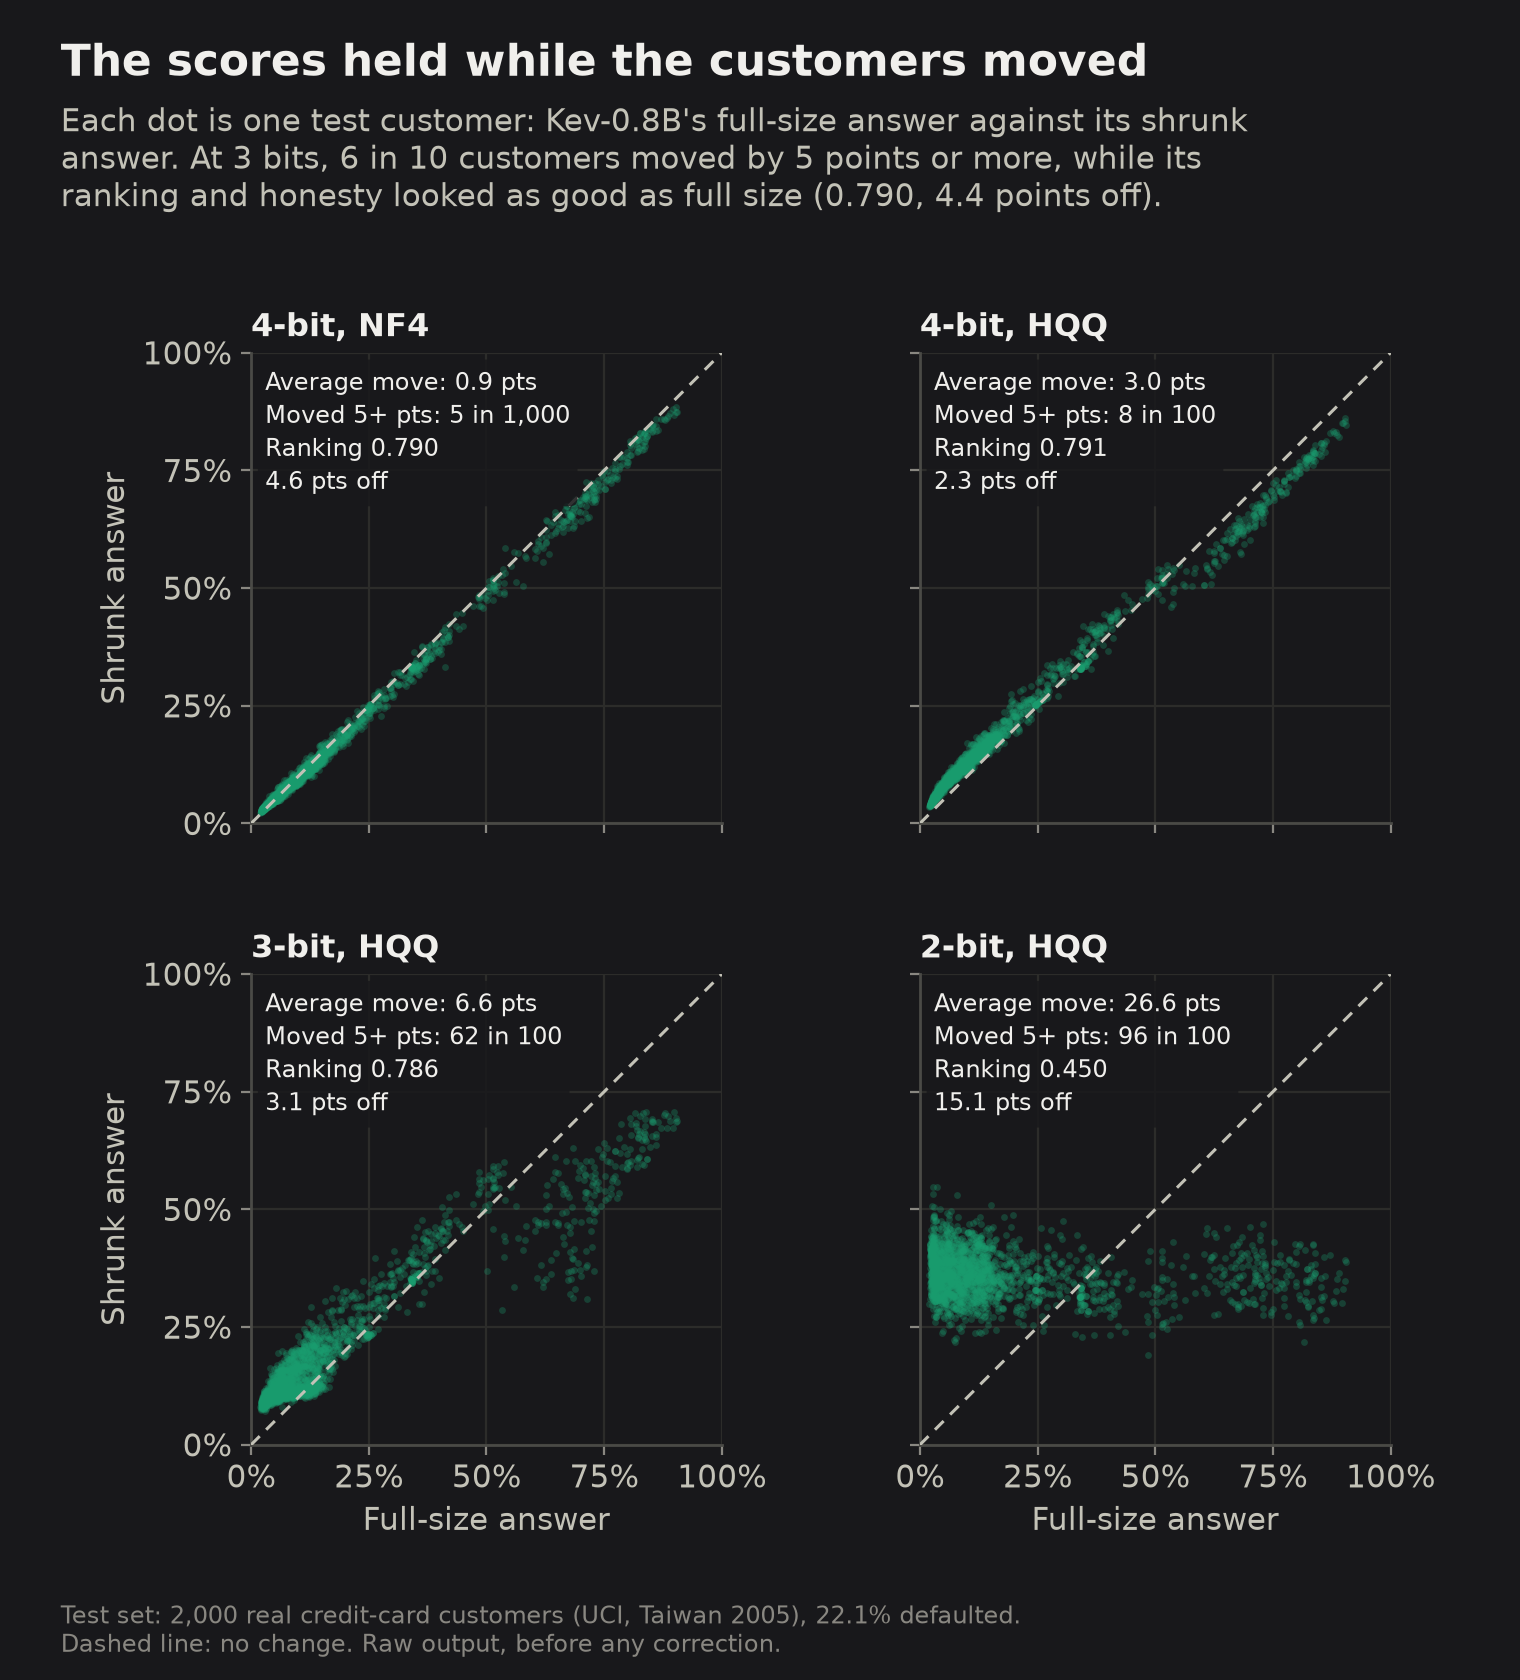 The scores held while the customers moved
Each dot is one test customer: Kev-0.8B's full-size answer against its shrunk
answer. At 3 bits, 6 in 10 customers moved by 5 points or more, while its
ranking and honesty looked as good as full size (0.790, 4.4 points off).
4-bit, NF4
Average move: 0.9 pts
Moved 5+ pts: 5 in 1,000
Ranking 0.790
4.6 pts off
100%
75%
50%
25%
0%
Shrunk answer
4-bit, HQQ
Average move: 3.0 pts
Moved 5+ pts: 8 in 100
Ranking 0.791
2.3 pts off
3-bit, HQQ
Average move: 6.6 pts
Moved 5+ pts: 62 in 100
Ranking 0.786
3.1 pts off
100%
75%
50%
25%
0%
Shrunk answer
0% 25% 50% 75% 100%
Full-size answer
2-bit, HQQ
Average move: 26.6 pts
Moved 5+ pts: 96 in 100
Ranking 0.450
15.1 pts off
0% 25% 50% 75% 100%
Full-size answer
Test set: 2,000 real credit-card customers (UCI, Taiwan 2005), 22.1% defaulted.
Dashed line: no change. Raw output, before any correction.